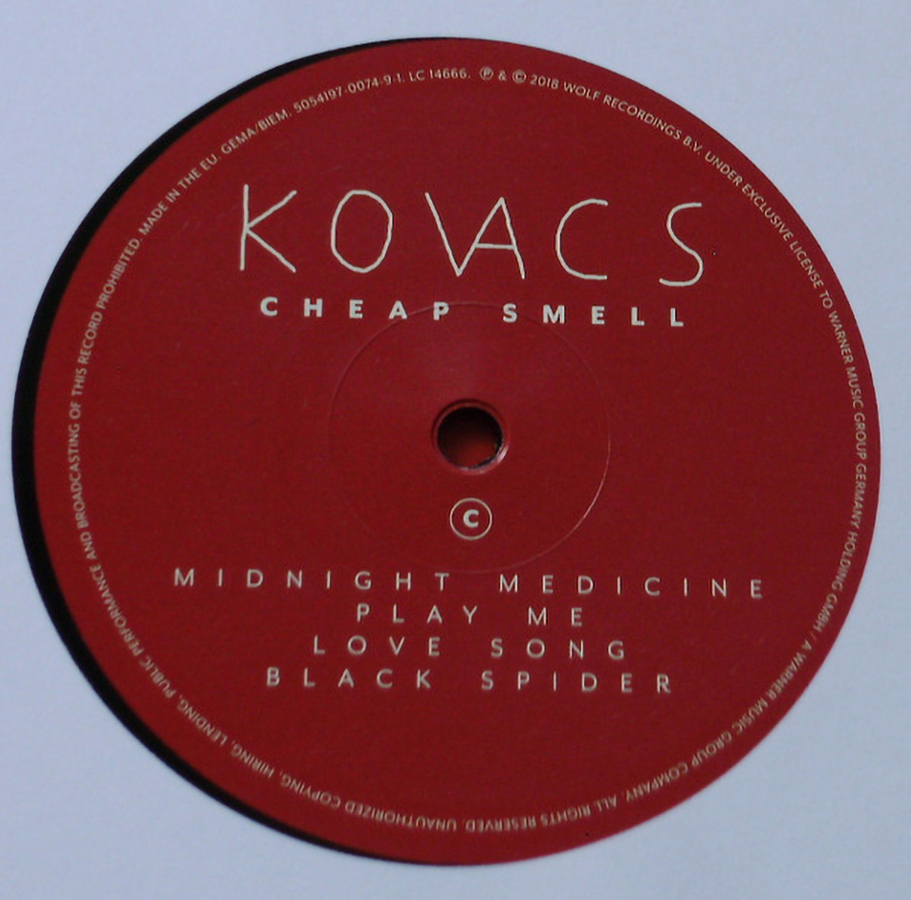 KOVACS
CHEAP SMELL
C
MIDNIGHT MEDICINE
PLAY ME
LOVE SONG
BLACK SPIDER
UNAUTHORIZED COPYING, HIRING, LENDING, PUBLIC PERFORMANCE AND BROADCASTING OF THIS RECORD PROHIBITED. MADE IN THE EU. GEMA/BIEM. 5054197-0074-9-1. LC 14666. ℗ & © 2018 WOLF RECORDINGS B.V. UNDER EXCLUSIVE LICENSE TO WARNER MUSIC GROUP GERMANY HOLDING GMBH / A WARNER MUSIC GROUP COMPANY. ALL RIGHTS RESERVED.